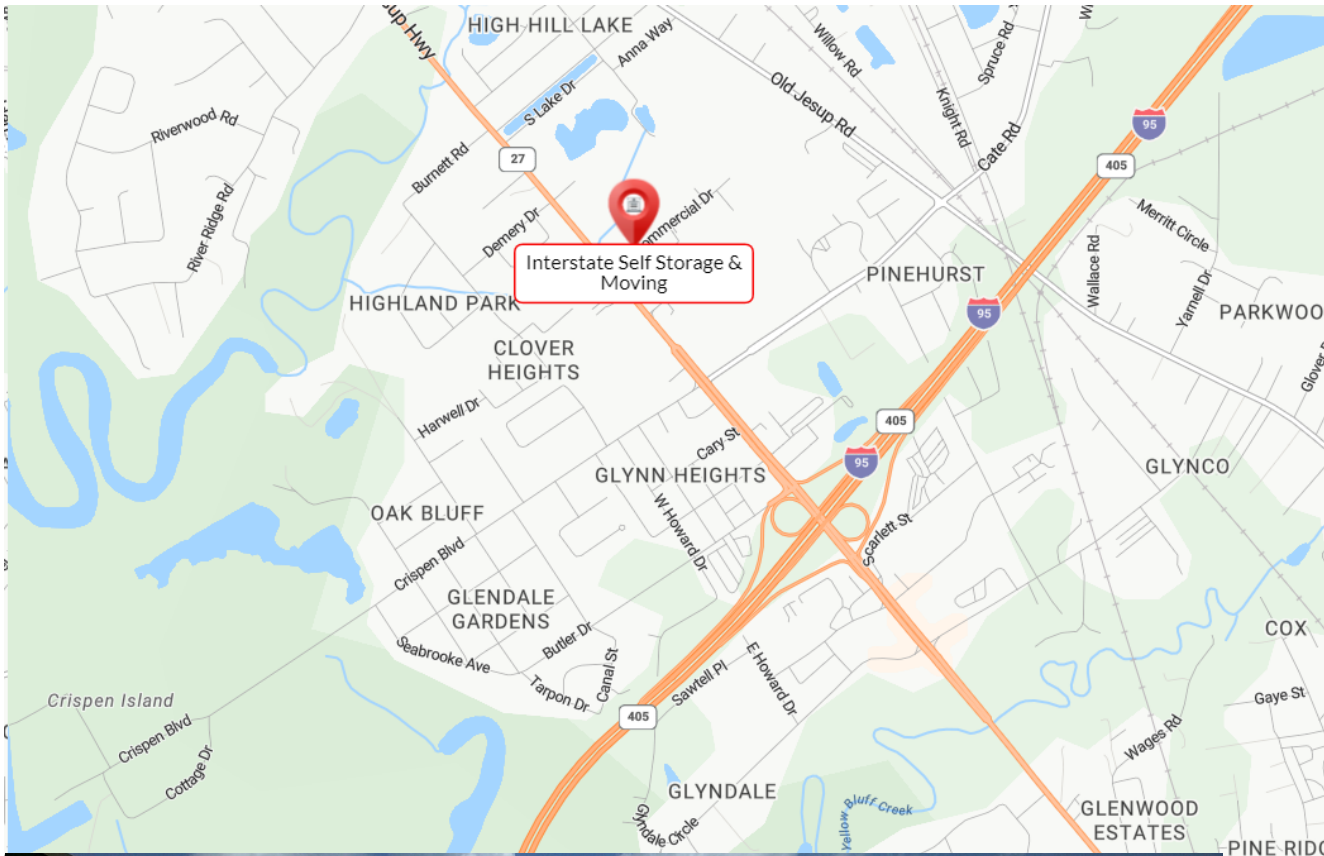 sup Hwy
HIGH HILL LAKE
Anna Way
Willow Rd
Spruce Rd
S Lake Dr
Old Jesup Rd
Knight Rd
95
Riverwood Rd
27
Burnett Rd
Cate Rd
405
River Ridge Rd
Demery Dr
ommercial Dr
Merritt Circle
Interstate Self Storage &
Moving
PINEHURST
Wallace Rd
Yarnell Dr
HIGHLAND PARK
95
PARKWOO
CLOVER
HEIGHTS
Glover
Harwell Dr
405
Cary St
95
GLYNN HEIGHTS
GLYNCO
OAK BLUFF
W Howard Dr
Scarlett St
Crispen Blvd
GLENDALE
GARDENS
Butler Dr
COX
Seabrooke Ave
Canal St
E Howard Dr
Sawtell Pl
Tarpon Dr
Crispen Island
405
Gaye St
Crispen Blvd
Wages Rd
Cottage Dr
GLYNDALE
Yellow Bluff Creek
GLENWOOD
ESTATES
Glyndale Circle
PINE RIDG